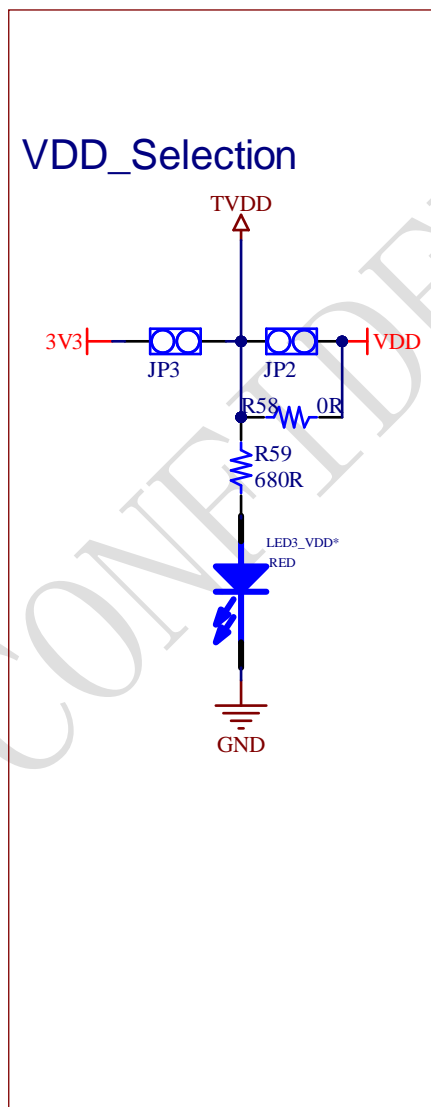 VDD_Selection
TVDD
3V3
VDD
JP3
JP2
R58
0R
R59
680R
LED3_VDD*
RED
GND